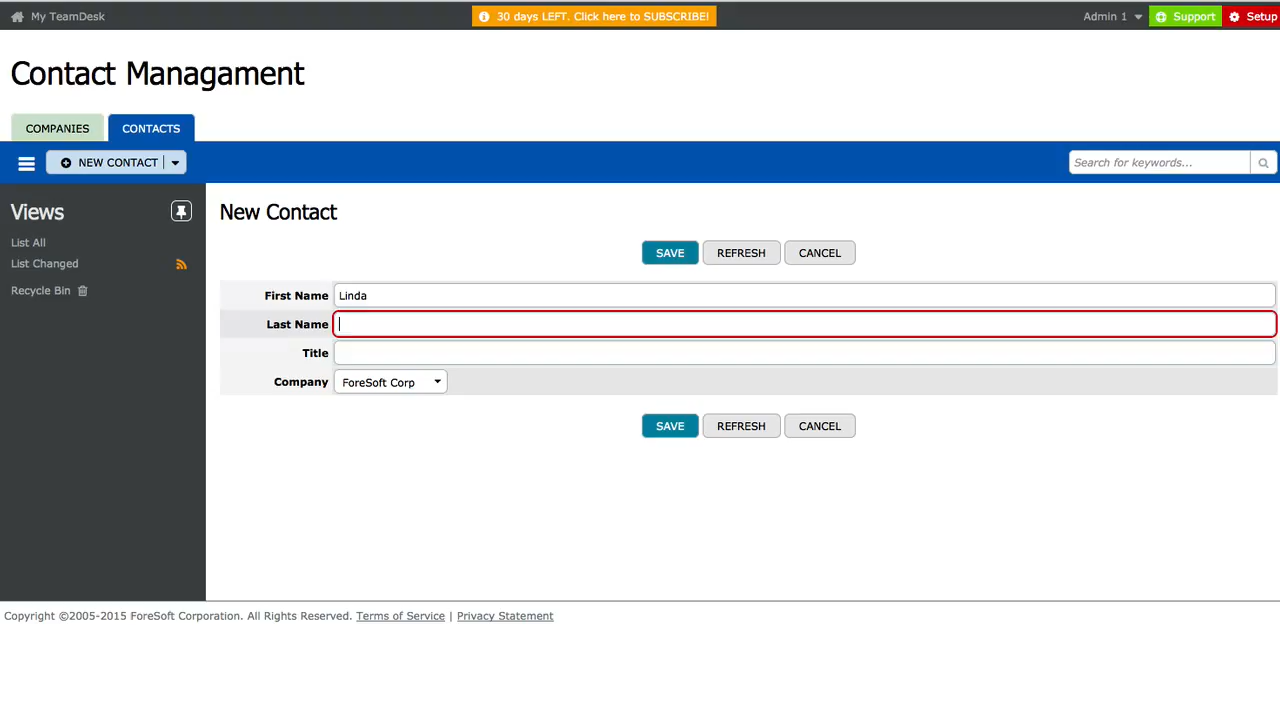 My TeamDesk
30 days LEFT. Click here to SUBSCRIBE!
Admin 1
Support
Setup
Contact Managament
COMPANIES
CONTACTS
NEW CONTACT
Search for keywords...
Views
List All
List Changed
Recycle Bin
New Contact
SAVE
REFRESH
CANCEL
First Name
Linda
Last Name
Title
Company
ForeSoft Corp
SAVE
REFRESH
CANCEL
Copyright ©2005-2015 ForeSoft Corporation. All Rights Reserved. Terms of Service | Privacy Statement